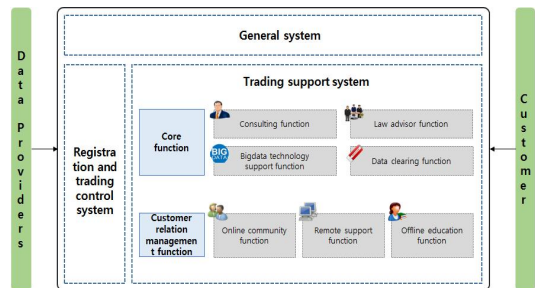 General system
D
a
t
a
P
r
o
v
i
d
e
r
s
Registra
tion and
trading
control
system
Trading support system
Core
function
Consulting function
Law advisor function
BIG
DATA
Bigdata technology
support function
Data clearing function
Customer
relation
managemen
t function
Online community
function
Remote support
function
Offline education
function
C
u
s
t
o
m
e
r